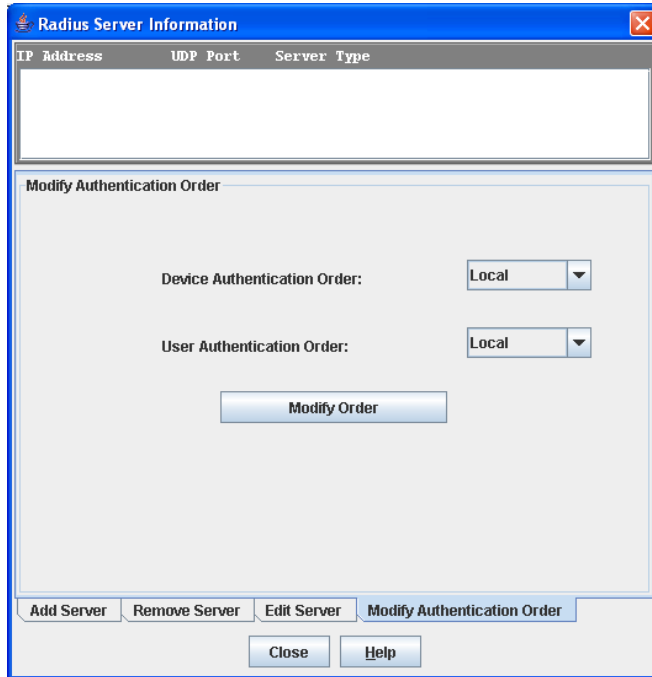 Radius Server Information
IP Address UDP Port Server Type
Modify Authentication Order
Device Authentication Order: Local
User Authentication Order: Local
Modify Order
Add Server Remove Server Edit Server Modify Authentication Order
Close Help